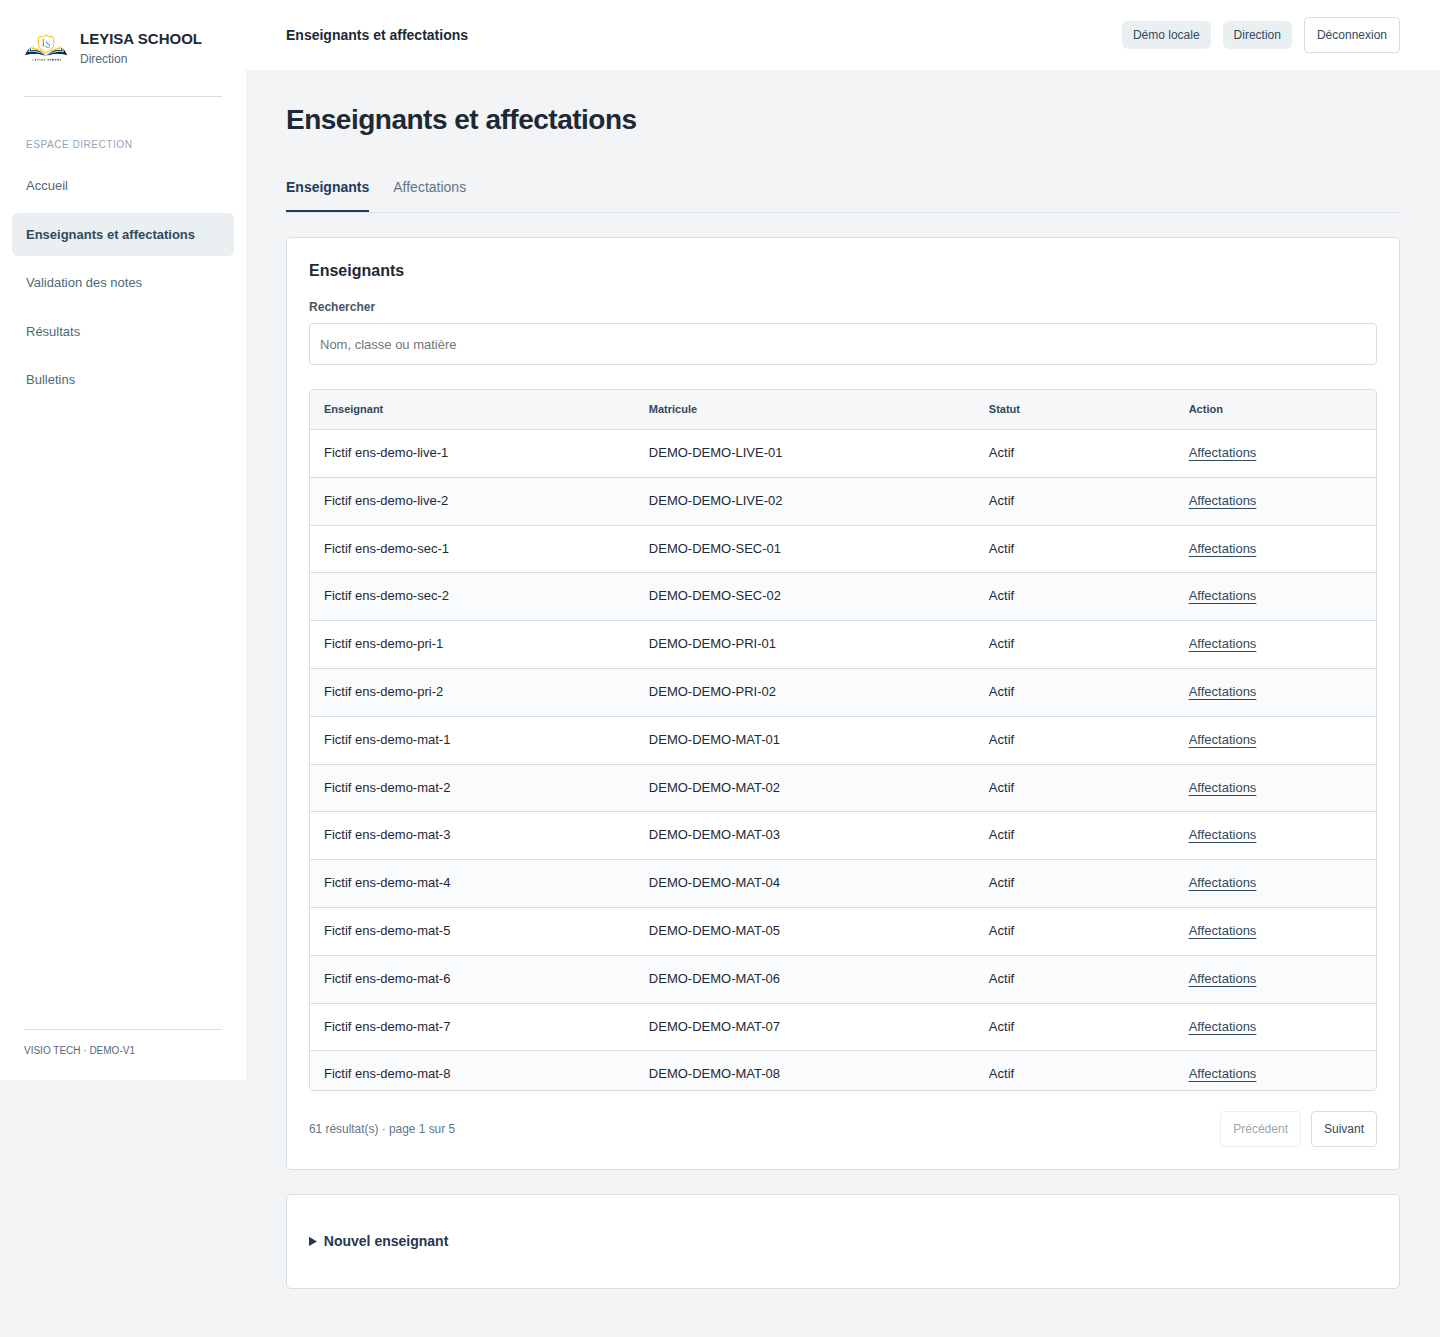 LEYISA SCHOOL
Direction
ESPACE DIRECTION
Accueil
Enseignants et affectations
Validation des notes
Résultats
Bulletins
VISIO TECH · DEMO-V1
Enseignants et affectations
Démo locale
Direction
Déconnexion
Enseignants et affectations
Enseignants
Affectations
Enseignants
Rechercher
Nom, classe ou matière
Enseignant Matricule Statut Action
Fictif ens-demo-live-1 DEMO-DEMO-LIVE-01 Actif Affectations
Fictif ens-demo-live-2 DEMO-DEMO-LIVE-02 Actif Affectations
Fictif ens-demo-sec-1 DEMO-DEMO-SEC-01 Actif Affectations
Fictif ens-demo-sec-2 DEMO-DEMO-SEC-02 Actif Affectations
Fictif ens-demo-pri-1 DEMO-DEMO-PRI-01 Actif Affectations
Fictif ens-demo-pri-2 DEMO-DEMO-PRI-02 Actif Affectations
Fictif ens-demo-mat-1 DEMO-DEMO-MAT-01 Actif Affectations
Fictif ens-demo-mat-2 DEMO-DEMO-MAT-02 Actif Affectations
Fictif ens-demo-mat-3 DEMO-DEMO-MAT-03 Actif Affectations
Fictif ens-demo-mat-4 DEMO-DEMO-MAT-04 Actif Affectations
Fictif ens-demo-mat-5 DEMO-DEMO-MAT-05 Actif Affectations
Fictif ens-demo-mat-6 DEMO-DEMO-MAT-06 Actif Affectations
Fictif ens-demo-mat-7 DEMO-DEMO-MAT-07 Actif Affectations
Fictif ens-demo-mat-8 DEMO-DEMO-MAT-08 Actif Affectations
61 résultat(s) · page 1 sur 5
Précédent
Suivant
Nouvel enseignant